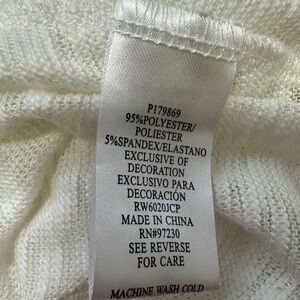 P179869
95%POLYESTER/
POLIESTER
5%SPANDEX/ELASTANO
EXCLUSIVE OF
DECORATION
EXCLUSIVO PARA
DECORACIÓN
RW6020JCP
MADE IN CHINA
RN#97230
SEE REVERSE
FOR CARE
MACHINE WASH COLD